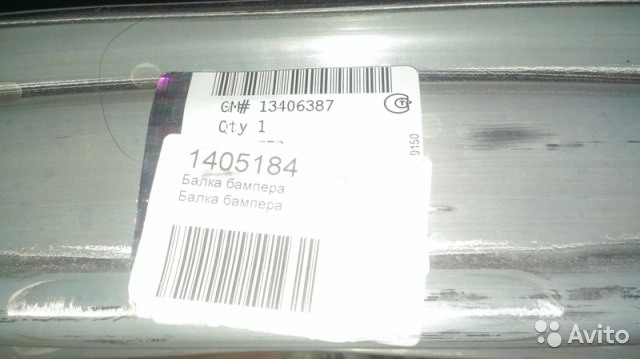 GM# 13406387
Qty 1
9150
1405184
Балка бампера
Балка бампера
Avito